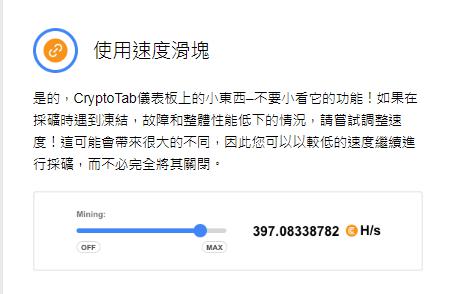 使用速度滑塊
是的，CryptoTab儀表板上的小東西–不要小看它的功能！如果在
採礦時遇到凍結，故障和整體性能低下的情況，請嘗試調整速
度！這可能會帶來很大的不同，因此您可以以較低的速度繼續進
行採礦，而不必完全將其關閉。
Mining:
397.08338782 H/s
OFF MAX